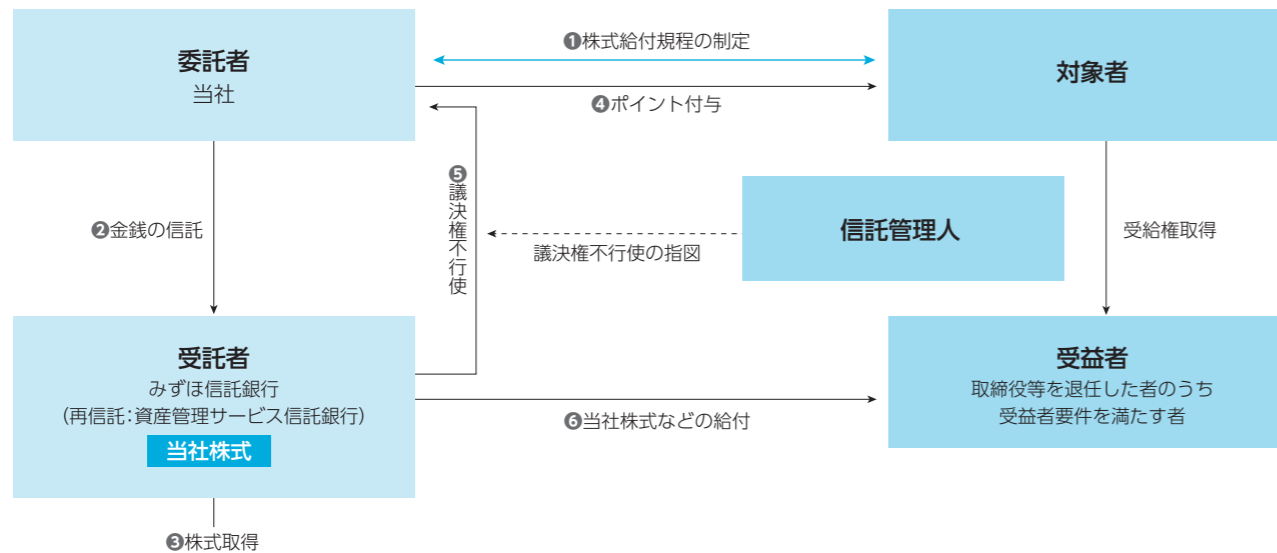 委託者
当社
❶株式給付規程の制定
❹ポイント付与
対象者
❷金銭の信託
❺議決権不行使
議決権不行使の指図
信託管理人
受給権取得
受託者
みずほ信託銀行
（再信託：資産管理サービス信託銀行）
当社株式
❻当社株式などの給付
受益者
取締役等を退任した者のうち
受益者要件を満たす者
❸株式取得